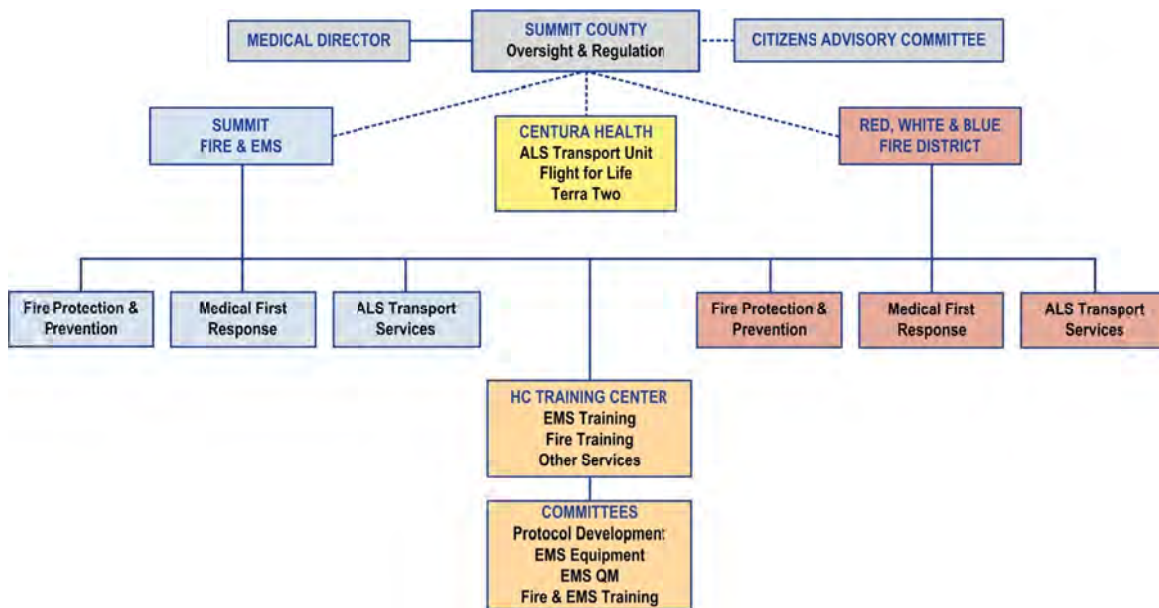 MEDICAL DIRECTOR
SUMMIT COUNTY
Oversight & Regulation
CITIZENS ADVISORY COMMITTEE
SUMMIT
FIRE & EMS
CENTURA HEALTH
ALS Transport Unit
Flight for Life
Terra Two
RED, WHITE & BLUE
FIRE DISTRICT
Fire Protection &
Prevention
Medical First
Response
ALS Transport
Services
Fire Protection &
Prevention
Medical First
Response
ALS Transport
Services
HC TRAINING CENTER
EMS Training
Fire Training
Other Services
COMMITTEES
Protocol Development
EMS Equipment
EMS QM
Fire & EMS Training